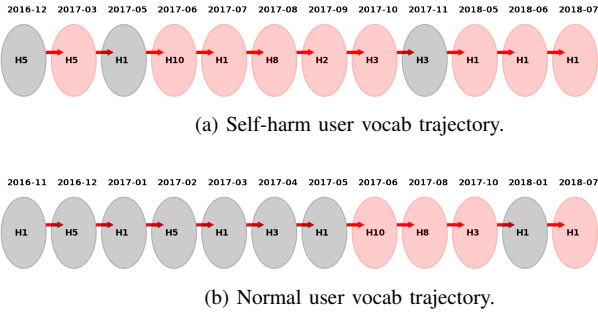 2016-12 2017-03 2017-05 2017-06 2017-07 2017-08 2017-09 2017-10 2017-11 2018-05 2018-06 2018-07
H5 H5 H1 H10 H1 H8 H2 H3 H3 H1 H1 H1
(a) Self-harm user vocab trajectory.
2016-11 2016-12 2017-01 2017-02 2017-03 2017-04 2017-05 2017-06 2017-08 2017-10 2018-01 2018-07
H1 H5 H1 H5 H1 H3 H1 H10 H8 H3 H1 H1
(b) Normal user vocab trajectory.